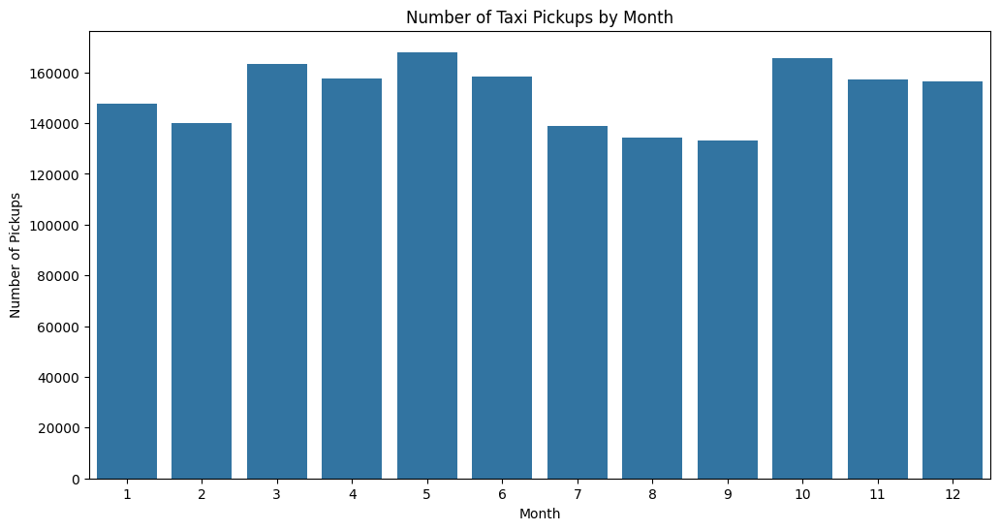 Number of Taxi Pickups by Month
Number of Pickups
160000
140000
120000
100000
80000
60000
40000
20000
0
1 2 3 4 5 6 7 8 9 10 11 12
Month